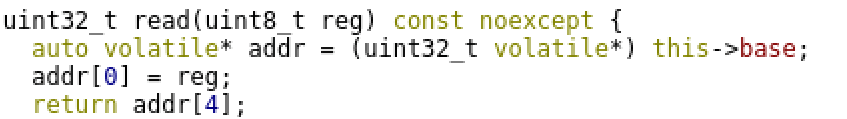 uint32_t read(uint8_t reg) const noexcept {
  auto volatile* addr = (uint32_t volatile*) this->base;
  addr[0] = reg;
  return addr[4];